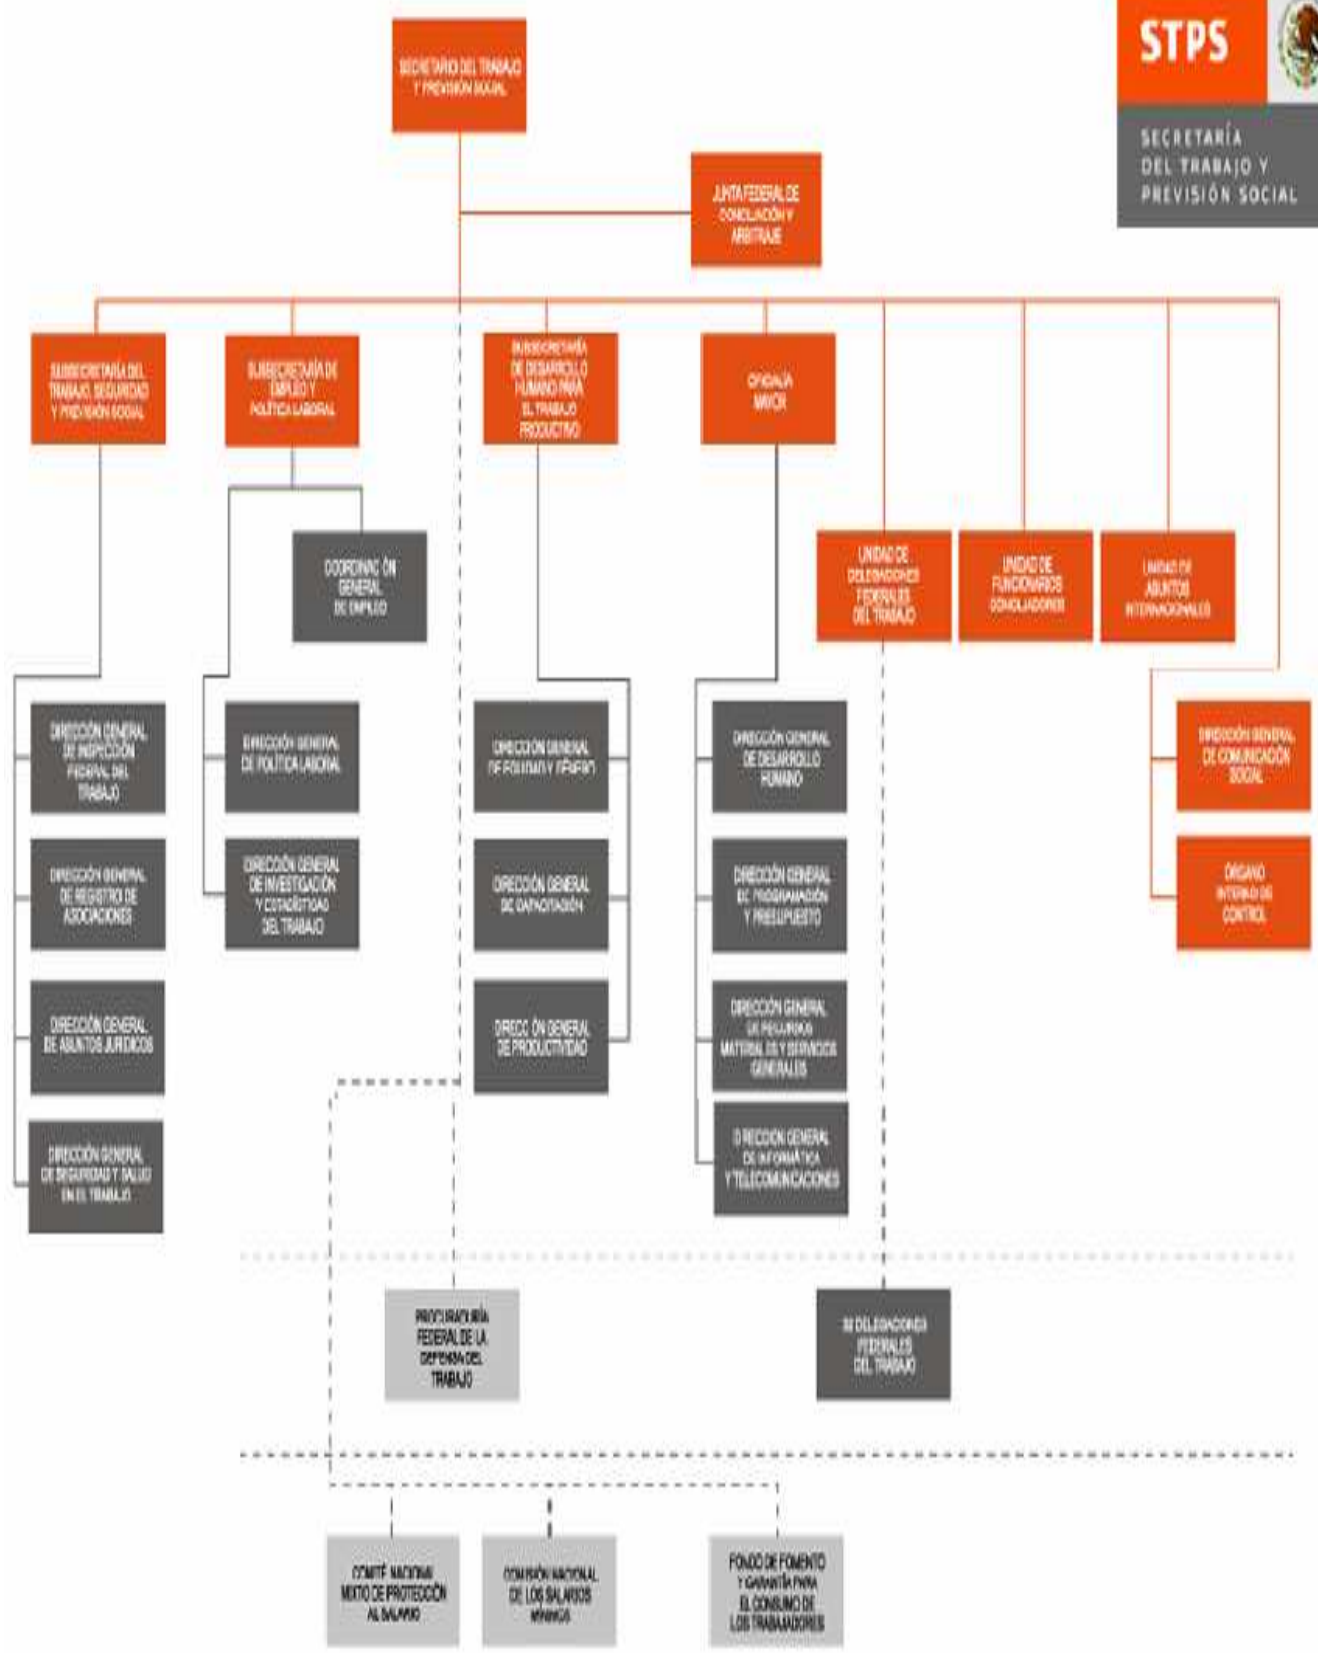 STPS
SECRETARÍA
DEL TRABAJO Y
PREVISIÓN SOCIAL
SECRETARIO DEL TRABAJO
Y PREVISIÓN SOCIAL
JUNTA FEDERAL DE
CONCILIACIÓN Y
ARBITRAJE
SUBSECRETARÍA DEL
TRABAJO, SEGURIDAD
Y PREVISIÓN SOCIAL
SUBSECRETARÍA DE
EMPLEO Y
POLÍTICA LABORAL
SUBSECRETARÍA
DE DESARROLLO
HUMANO PARA
EL TRABAJO
PRODUCTIVO
OFICIALÍA
MAYOR
COORDINACIÓN
GENERAL
DE EMPLEO
UNIDAD DE
DELEGACIONES
FEDERALES
DEL TRABAJO
UNIDAD DE
FUNCIONARIOS
CONCILIADORES
UNIDAD DE
ASUNTOS
INTERNACIONALES
DIRECCIÓN GENERAL
DE INSPECCIÓN
FEDERAL DEL
TRABAJO
DIRECCIÓN GENERAL
DE POLÍTICA LABORAL
DIRECCIÓN GENERAL
DE EQUIDAD Y GÉNERO
DIRECCIÓN GENERAL
DE DESARROLLO
HUMANO
DIRECCIÓN GENERAL
DE COMUNICACIÓN
SOCIAL
DIRECCIÓN GENERAL
DE REGISTRO DE
ASOCIACIONES
DIRECCIÓN GENERAL
DE INVESTIGACIÓN
Y ESTADÍSTICAS
DEL TRABAJO
DIRECCIÓN GENERAL
DE CAPACITACIÓN
DIRECCIÓN GENERAL
DE PROGRAMACIÓN
Y PRESUPUESTO
ÓRGANO
INTERNO DE
CONTROL
DIRECCIÓN GENERAL
DE ASUNTOS JURÍDICOS
DIRECCIÓN GENERAL
DE PRODUCTIVIDAD
DIRECCIÓN GENERAL
DE RECURSOS
MATERIALES Y SERVICIOS
GENERALES
DIRECCIÓN GENERAL
DE SEGURIDAD Y SALUD
EN EL TRABAJO
DIRECCIÓN GENERAL
DE INFORMÁTICA
Y TELECOMUNICACIONES
PROCURADURÍA
FEDERAL DE LA
DEFENSA DEL
TRABAJO
DELEGACIONES
FEDERALES
DEL TRABAJO
COMITÉ NACIONAL
MIXTO DE PROTECCIÓN
AL SALARIO
COMISIÓN NACIONAL
DE LOS SALARIOS
MÍNIMOS
FONDO DE FOMENTO
Y GARANTÍA PARA
EL CONSUMO DE
LOS TRABAJADORES